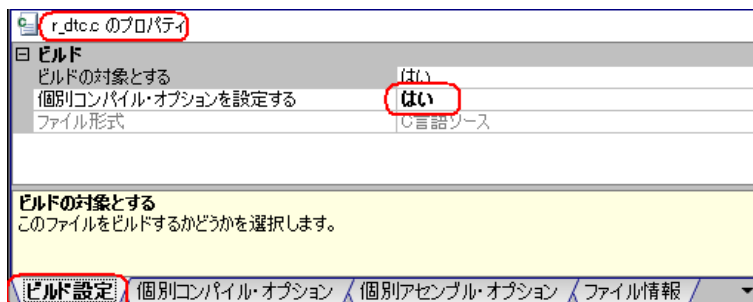 r_dtc.c のプロパティ
ビルド
ビルドの対象とする はい
個別コンパイル・オプションを設定する はい
ファイル形式 C言語ソース
ビルドの対象とする
このファイルをビルドするかどうかを選択します。
ビルド設定 個別コンパイル・オプション 個別アセンブル・オプション ファイル情報